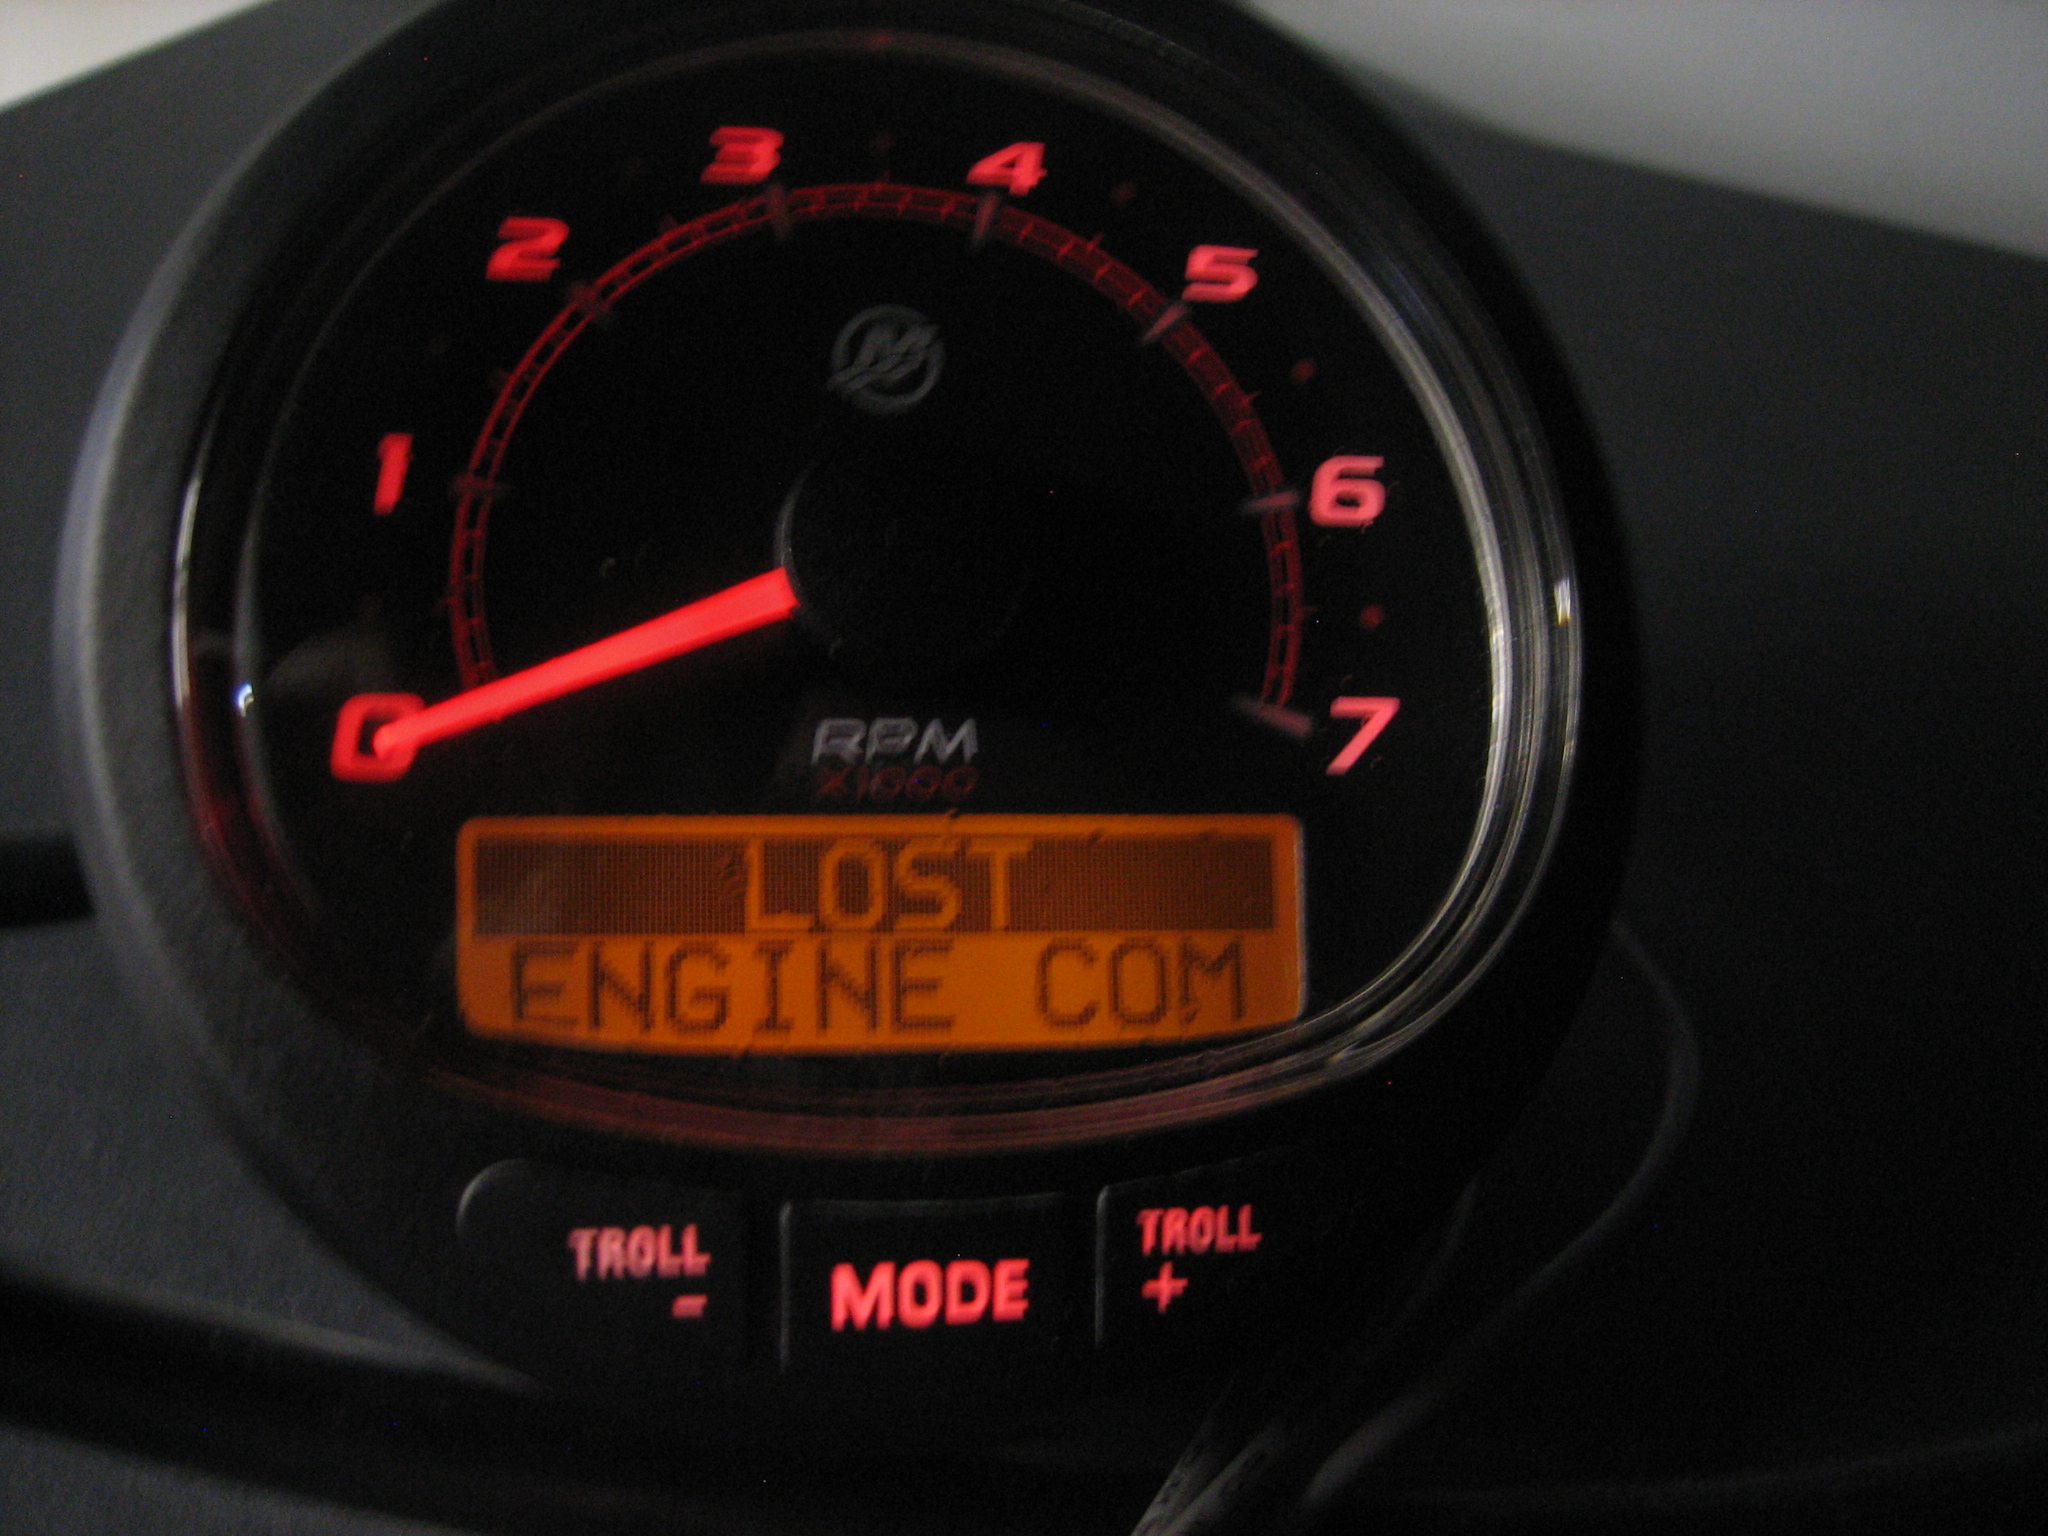 0
1
2
3
4
5
6
7
RPM
X1000
LOST
ENGINE COM
TROLL
-
MODE
TROLL
+